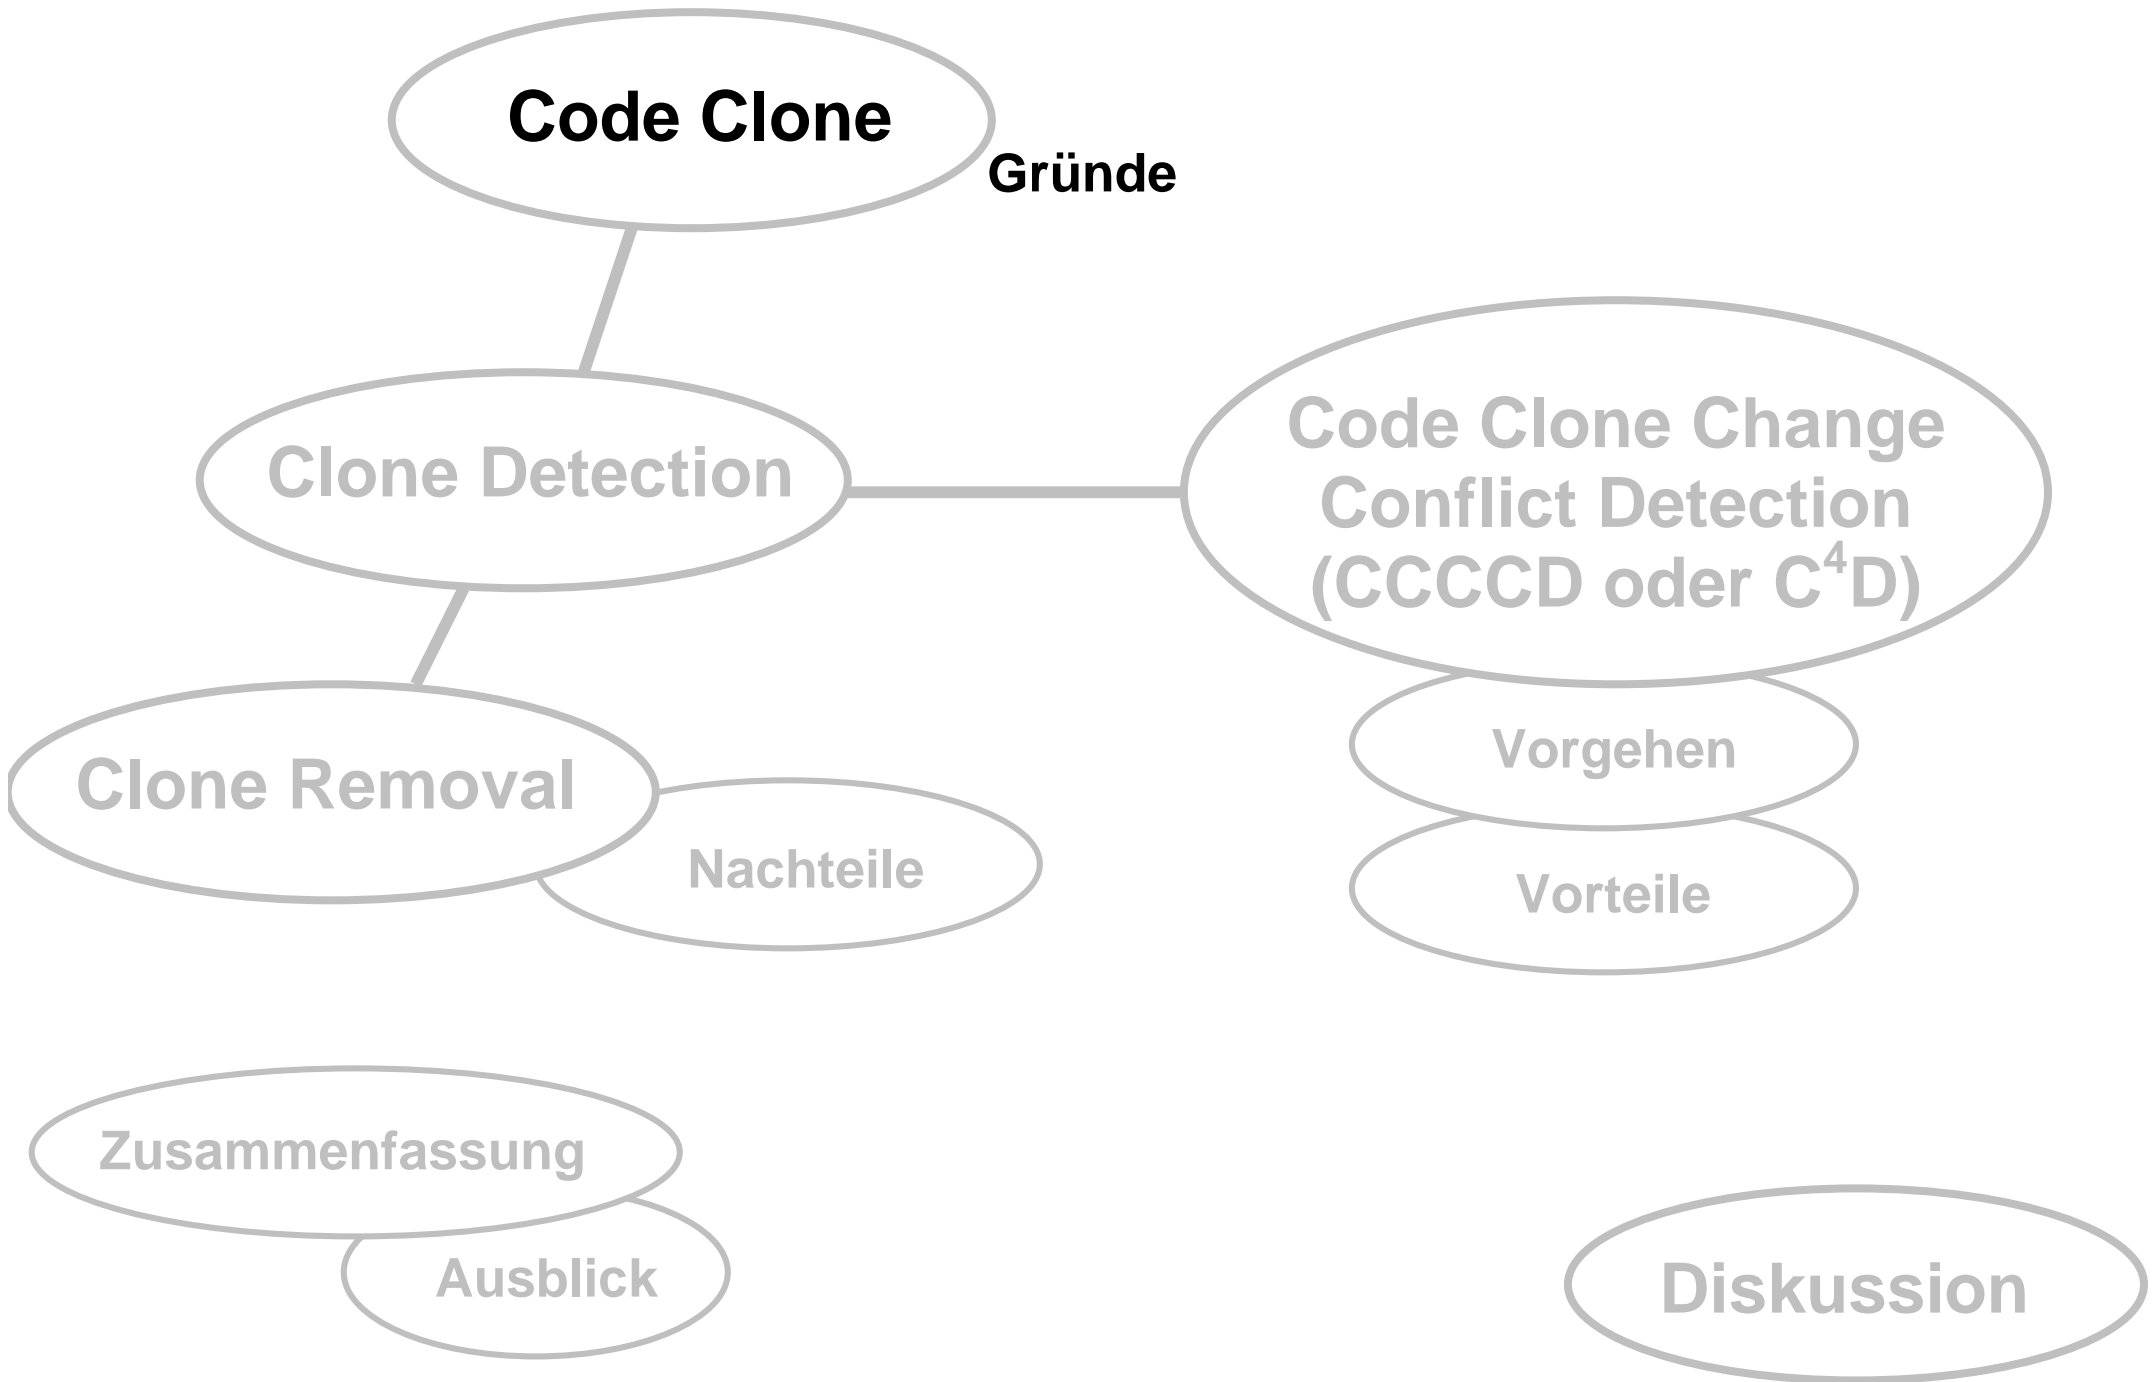 Code Clone
Gründe
Clone Detection
Code Clone Change
Conflict Detection
(CCCCD oder C⁴D)
Vorgehen
Clone Removal
Nachteile
Vorteile
Zusammenfassung
Ausblick
Diskussion